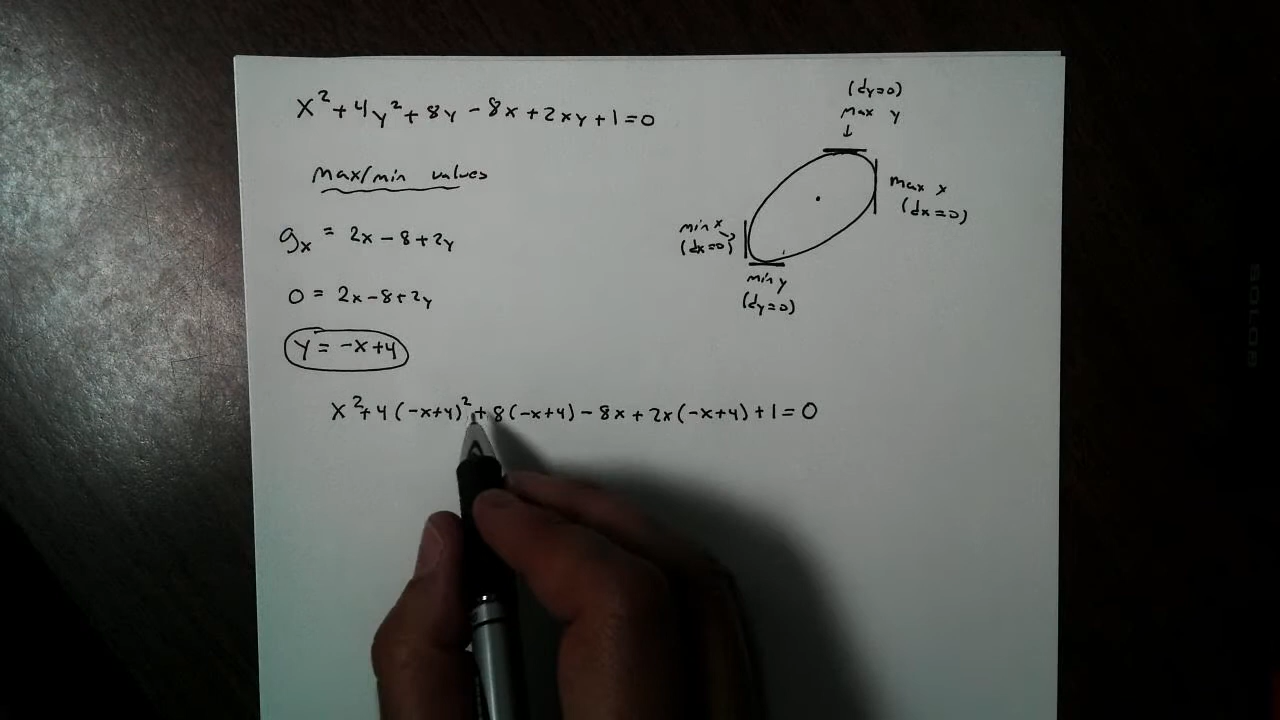 x² + 4y² + 8y - 8x + 2xy + 1 = 0
max/min values
gₓ = 2x - 8 + 2y
0 = 2x - 8 + 2y
y = -x + 4
x² + 4(-x+4)² + 8(-x+4) - 8x + 2x(-x+4) + 1 = 0
(dy=0)
max y
↓
max x
(dx=0)
min x
(dx=0)
min y
(dy=0)